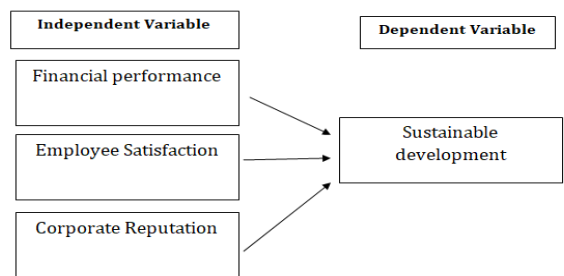 Independent Variable
Dependent Variable
Financial performance
Employee Satisfaction
Sustainable
development
Corporate Reputation